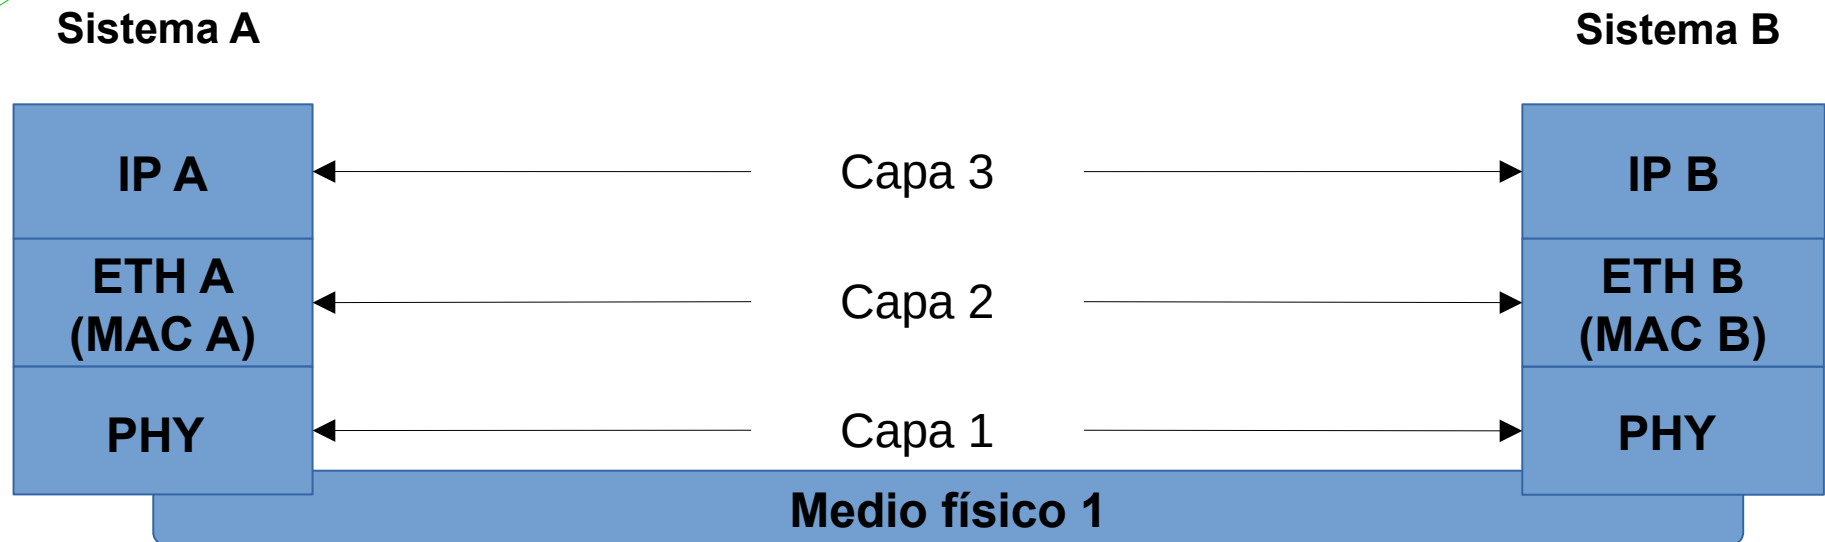 Sistema A
Sistema B
IP A
Capa 3
IP B
ETH A
(MAC A)
Capa 2
ETH B
(MAC B)
PHY
Capa 1
PHY
Medio físico 1